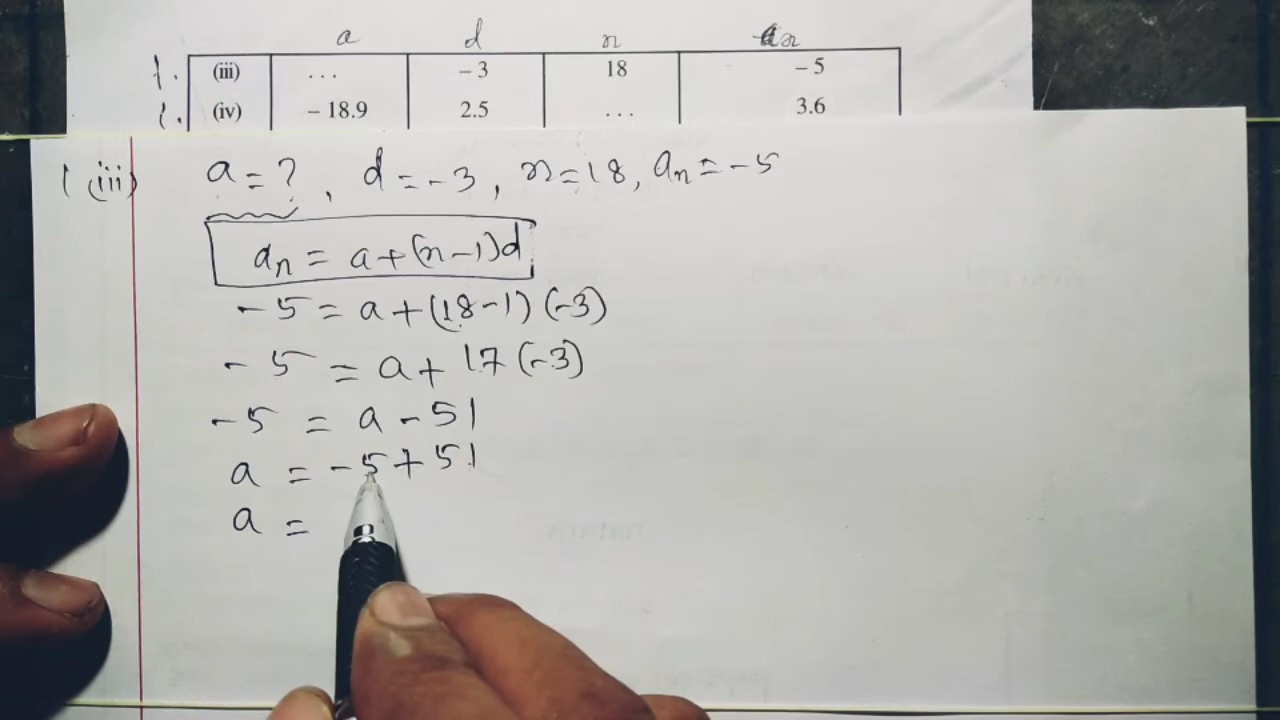 a d n an
1. (iii) ... – 3 18 – 5
(iv) – 18.9 2.5 ... 3.6
1 (iii) a = ? , d = -3 , n = 18, an = -5
an = a + (n - 1)d
-5 = a + (18 - 1) (-3)
-5 = a + 17 (-3)
-5 = a - 51
a = -5 + 51
a =